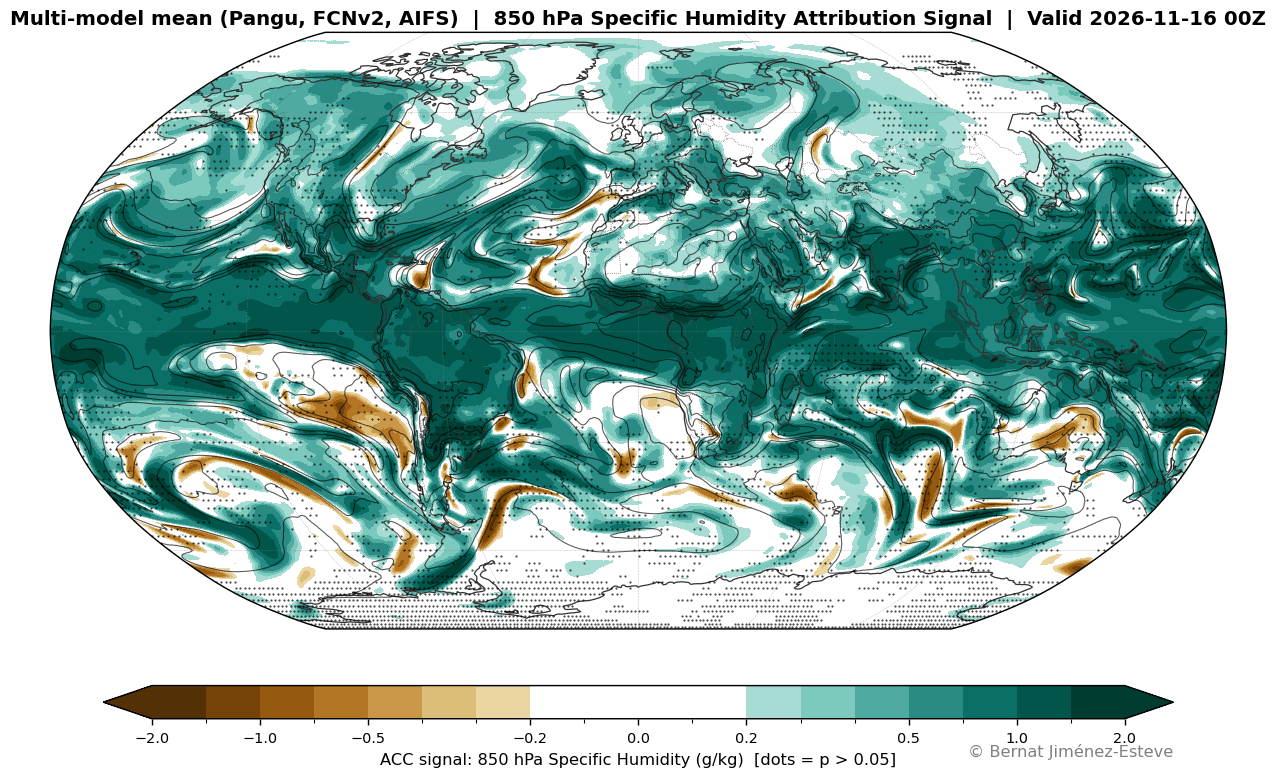 Multi-model mean (Pangu, FCNv2, AIFS)  |  850 hPa Specific Humidity Attribution Signal  |  Valid 2026-11-16 00Z
−2.0 −1.0 −0.5 −0.2 0.0 0.2 0.5 1.0 2.0
ACC signal: 850 hPa Specific Humidity (g/kg)  [dots = p > 0.05]
© Bernat Jiménez-Esteve